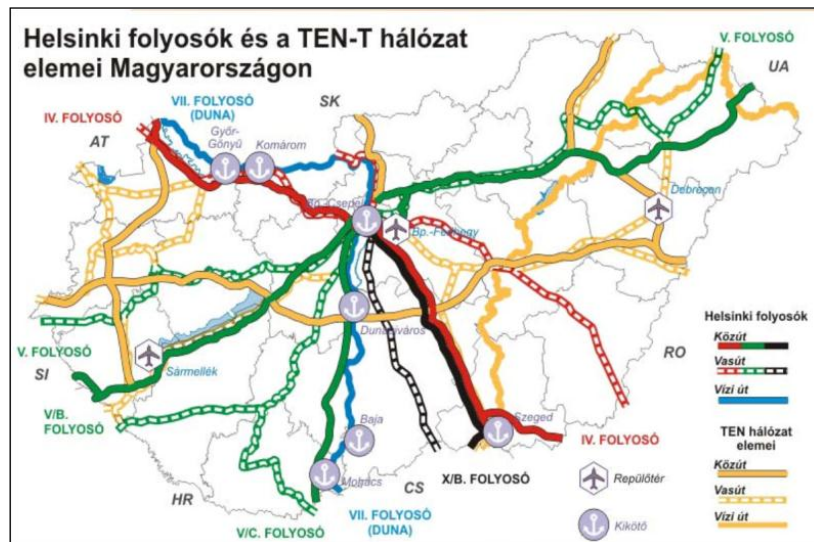 Helsinki folyosók és a TEN-T hálózat
elemei Magyarországon
V. FOLYOSÓ
UA
SK
VII. FOLYOSÓ
(DUNA)
IV. FOLYOSÓ
AT
Győr-
Gönyű
Komárom
Bp.-Csepel
Bp.-Ferihegy
Debrecen
Dunaújváros
V. FOLYOSÓ
SI
Sármellék
V/B.
FOLYOSÓ
RO
Baja
Szeged
IV. FOLYOSÓ
Mohács
HR
CS
X/B. FOLYOSÓ
V/C. FOLYOSÓ
VII. FOLYOSÓ
(DUNA)
Repülőtér
Kikötő
Helsinki folyosók
Közút
Vasút
Vízi út
TEN hálózat
elemei
Közút
Vasút
Vízi út